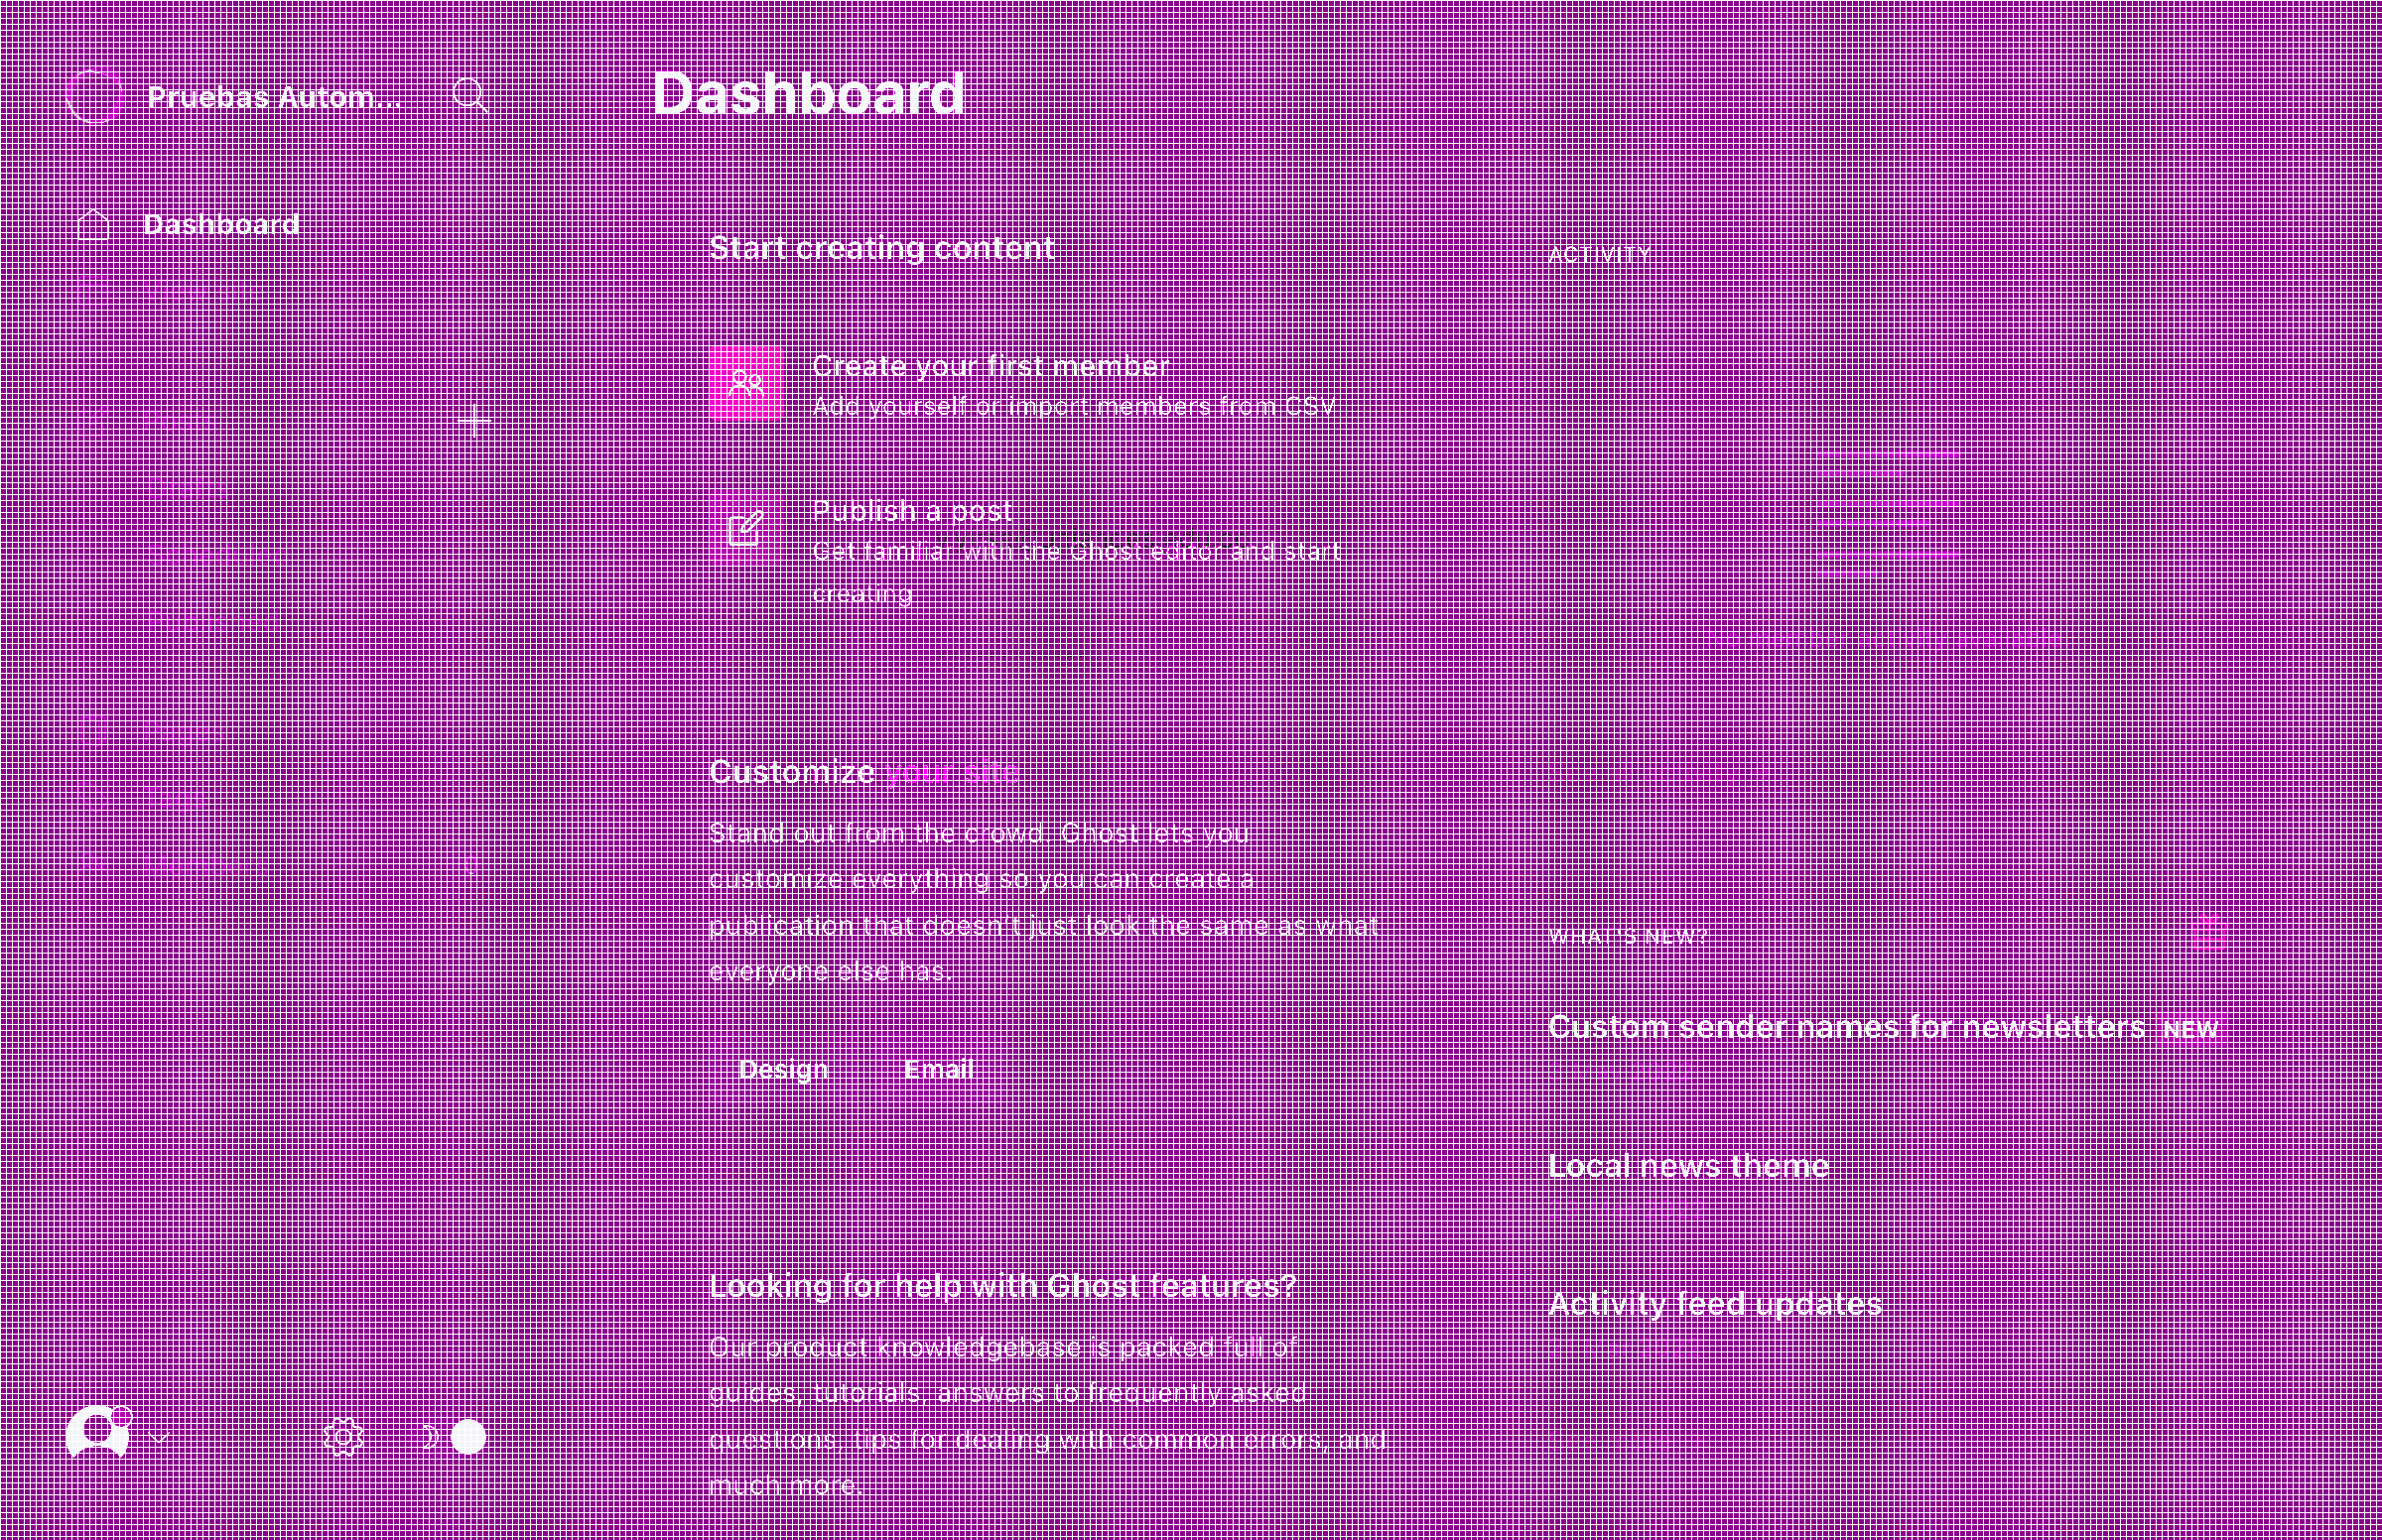 Pruebas Autom...
Dashboard
Dashboard
Start creating content
Create your first member
Add yourself or import members from CSV
Publish a post
Get familiar with the Ghost editor and start
creating
Customize your site
Stand out from the crowd. Ghost lets you
customize everything so you can create a
publication that doesn't just look the same as what
everyone else has.
Design
Email
Looking for help with Ghost features?
Our product knowledgebase is packed full of
guides, tutorials, answers to frequently asked
questions, tips for dealing with common errors, and
much more.
ACTIVITY
WHAT'S NEW?
Custom sender names for newsletters NEW
Local news theme
Activity feed updates